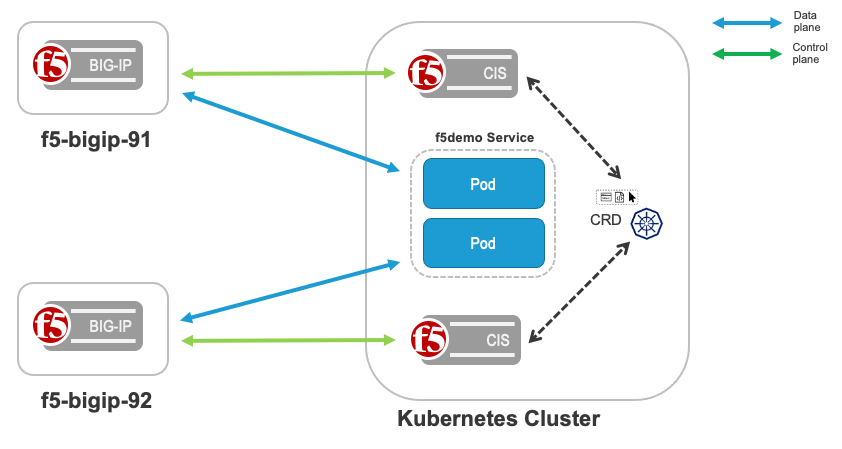 Data
plane
Control
plane
f5 BIG-IP
f5-bigip-91
f5 CIS
f5demo Service
Pod
Pod
CRD
f5 BIG-IP
f5-bigip-92
f5 CIS
Kubernetes Cluster